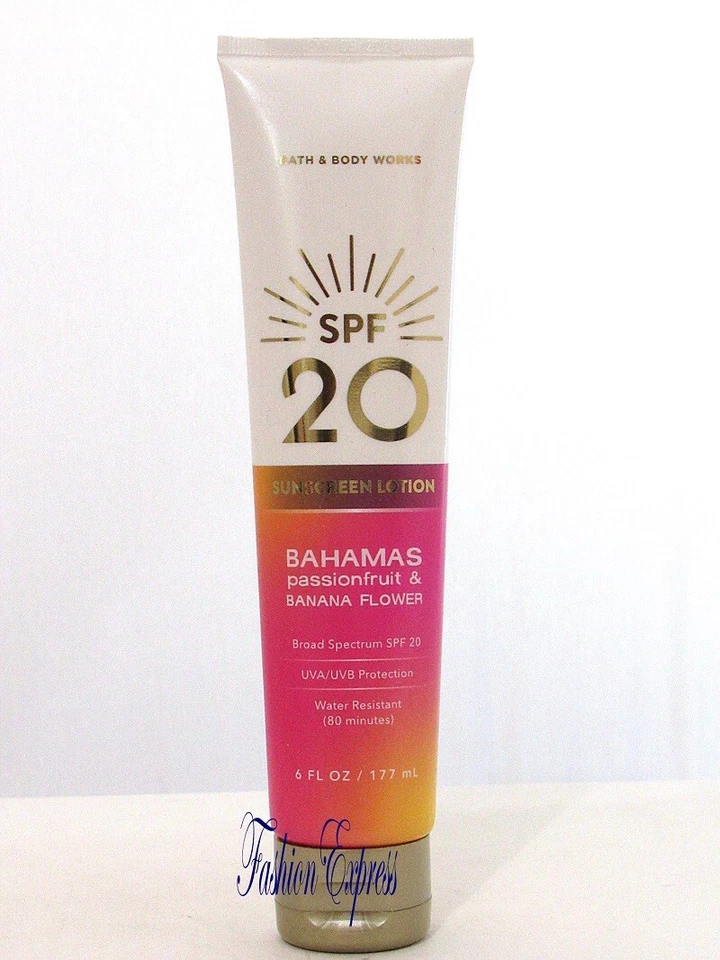 BATH & BODY WORKS
SPF
20
SUNSCREEN LOTION
BAHAMAS
passionfruit &
BANANA FLOWER
Broad Spectrum SPF 20
UVA/UVB Protection
Water Resistant
(80 minutes)
6 FL OZ / 177 mL
Fashion Express